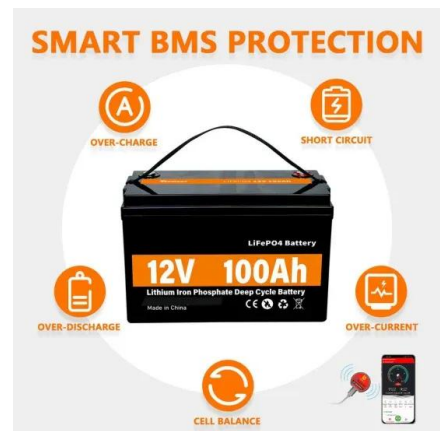 SMART BMS PROTECTION
OVER-CHARGE
SHORT CIRCUIT
LiFePO4 Battery
12V 100Ah
Lithium Iron Phosphate Deep Cycle Battery
Made in China
CE
OVER-DISCHARGE
OVER-CURRENT
CELL BALANCE